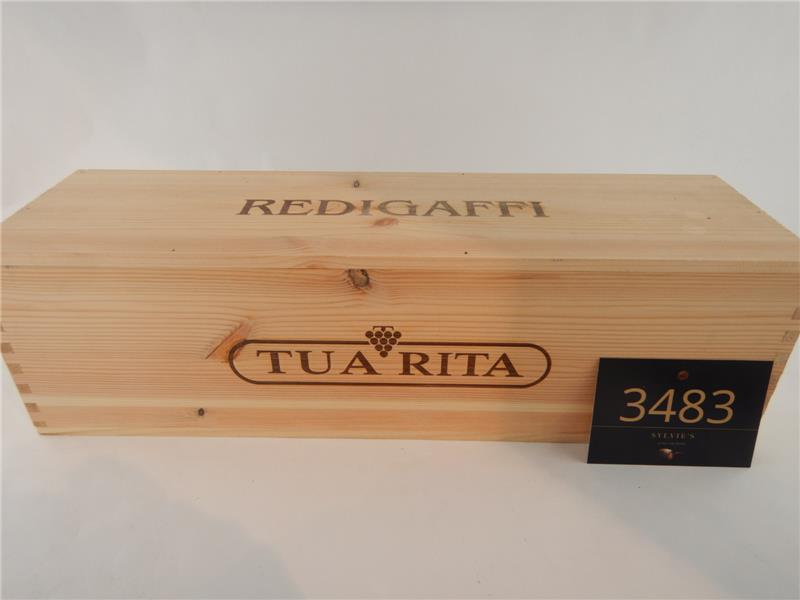 REDIGAFFI
TUA RITA
3483
SYLVIE'S